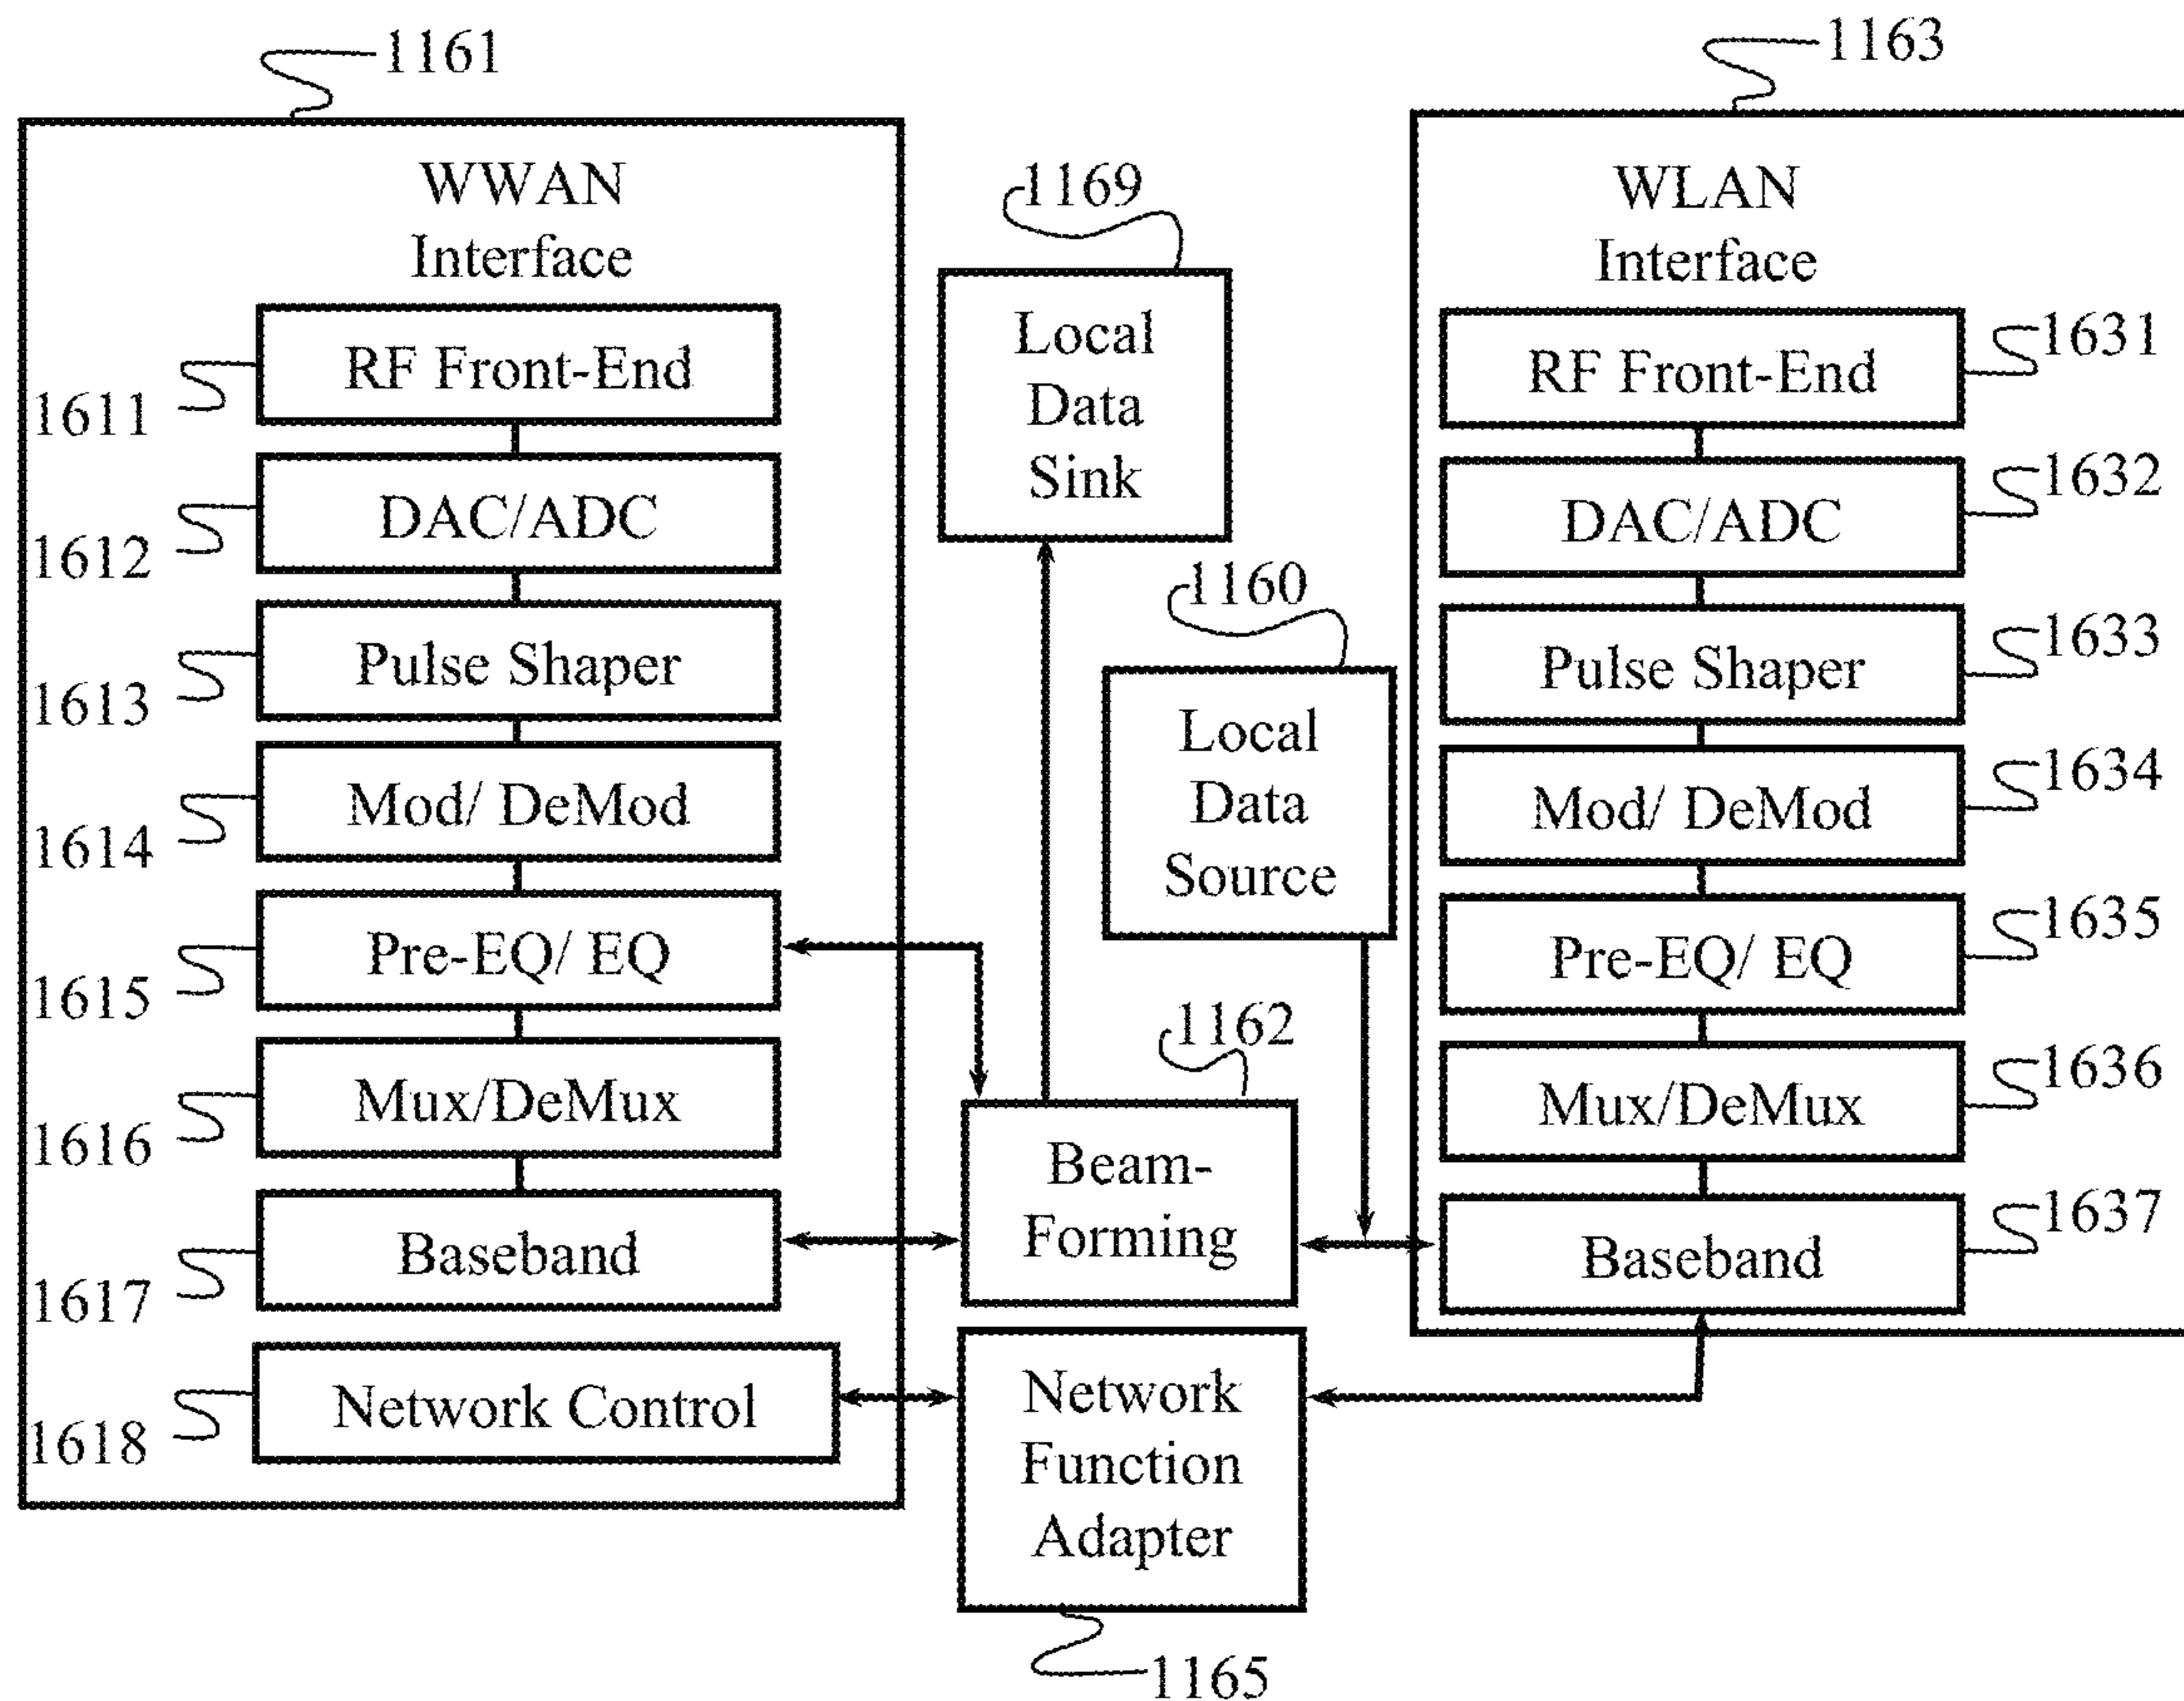 1161
1163
WWAN
Interface
1169
WLAN
Interface
RF Front-End
1611
Local
Data
Sink
RF Front-End
1631
DAC/ADC
1612
DAC/ADC
1632
1160
Pulse Shaper
1613
Local
Data
Source
Pulse Shaper
1633
Mod/ DeMod
1614
Mod/ DeMod
1634
Pre-EQ/ EQ
1615
Pre-EQ/ EQ
1635
1162
Mux/DeMux
1616
Beam-
Forming
Mux/DeMux
1636
Baseband
1617
Baseband
1637
Network Control
1618
Network
Function
Adapter
1165